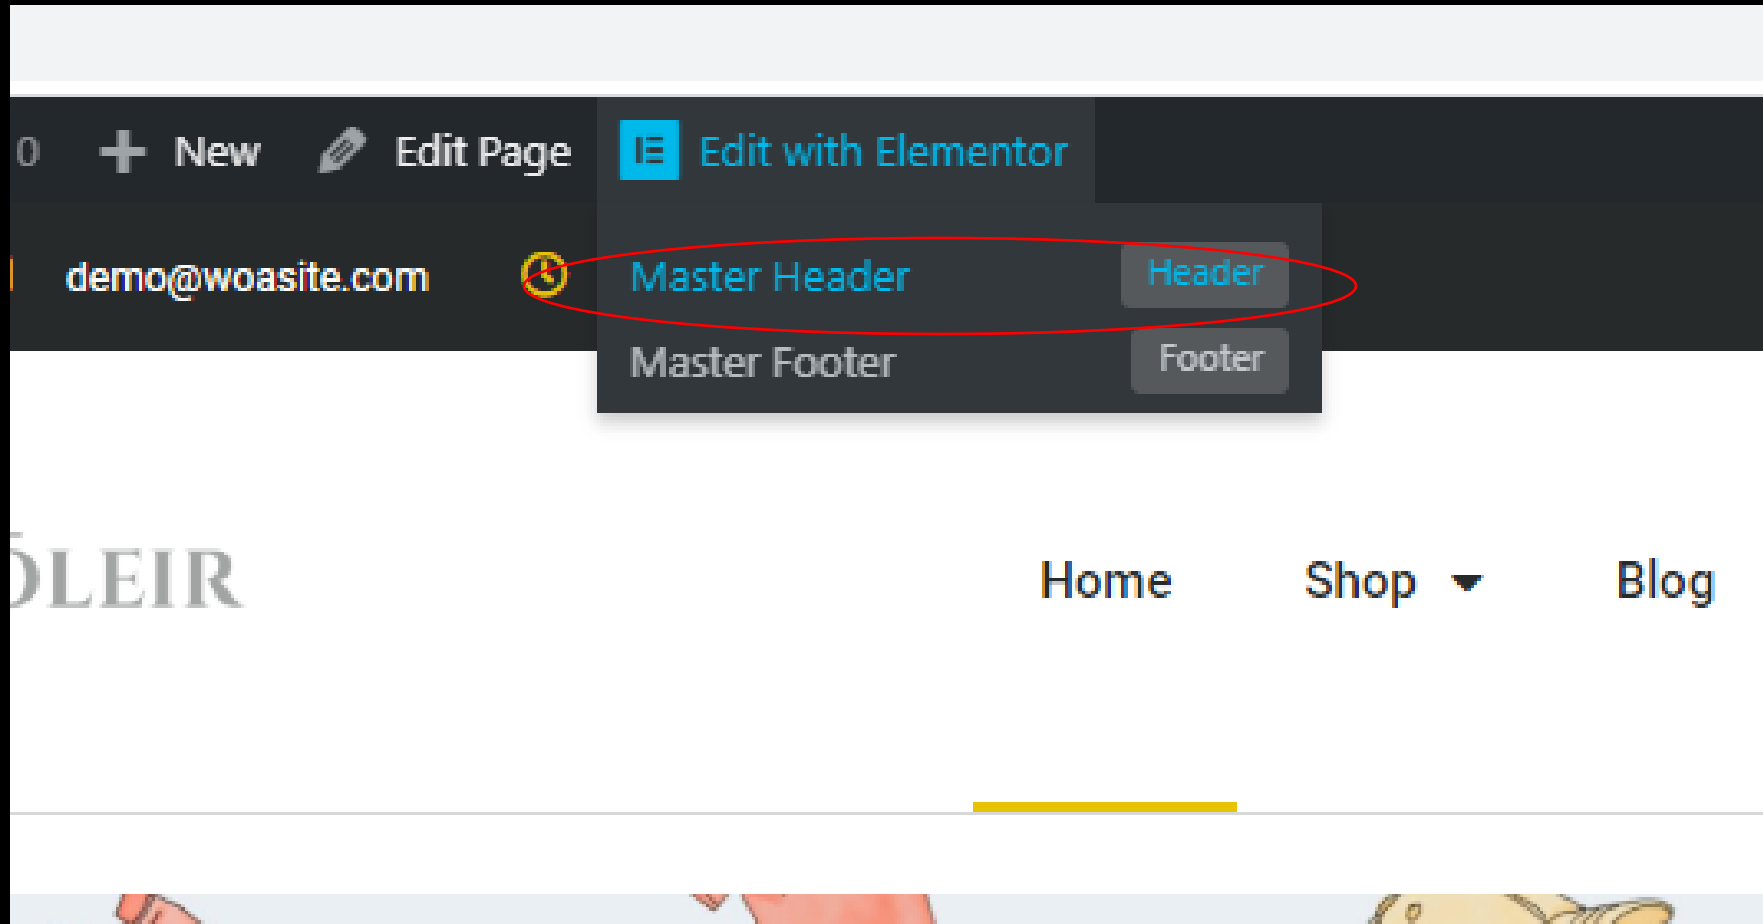 0 New Edit Page Edit with Elementor
demo@woasite.com
Master Header Header
Master Footer Footer
ŌLEIR
Home Shop Blog